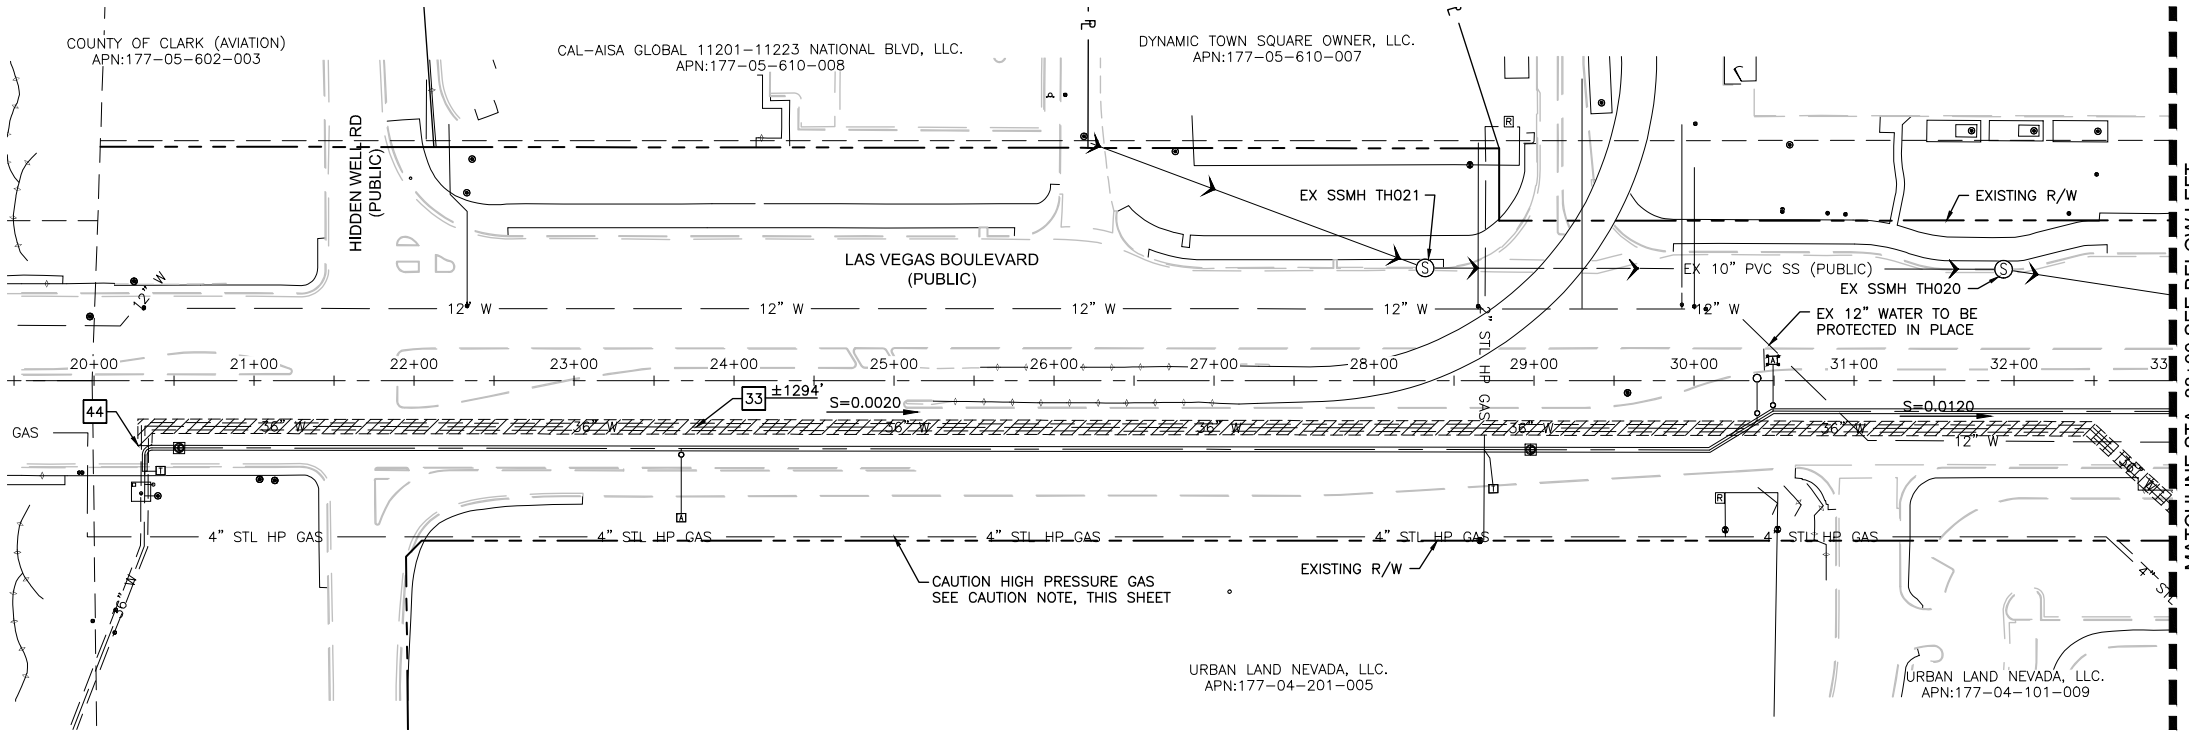 COUNTY OF CLARK (AVIATION)
APN:177-05-602-003
CAL-AISA GLOBAL 11201-11223 NATIONAL BLVD, LLC.
APN:177-05-610-008
DYNAMIC TOWN SQUARE OWNER, LLC.
APN:177-05-610-007
HIDDEN WELL RD
(PUBLIC)
R
EX SSMH TH021
EXISTING R/W
LAS VEGAS BOULEVARD
(PUBLIC)
S
EX 10" PVC SS (PUBLIC)
S
EX SSMH TH020
12" W
12" W
12" W
12" W
12" W
12" W
EX 12" WATER TO BE
PROTECTED IN PLACE
STL HP GAS
20+00
21+00
22+00
23+00
24+00
25+00
26+00
27+00
28+00
29+00
30+00
31+00
32+00
33
A
44
33
±1294'
S=0.0020
S=0.0120
GAS
36" W
36" W
36" W
36" W
36" W
36" W
12" W
36" W
T
A
T
R
4" STL HP GAS
4" STL HP GAS
4" STL HP GAS
4" STL HP GAS
4" STL HP GAS
4" STL
36" W
CAUTION HIGH PRESSURE GAS
SEE CAUTION NOTE, THIS SHEET
EXISTING R/W
URBAN LAND NEVADA, LLC.
APN:177-04-201-005
URBAN LAND NEVADA, LLC.
APN:177-04-101-009